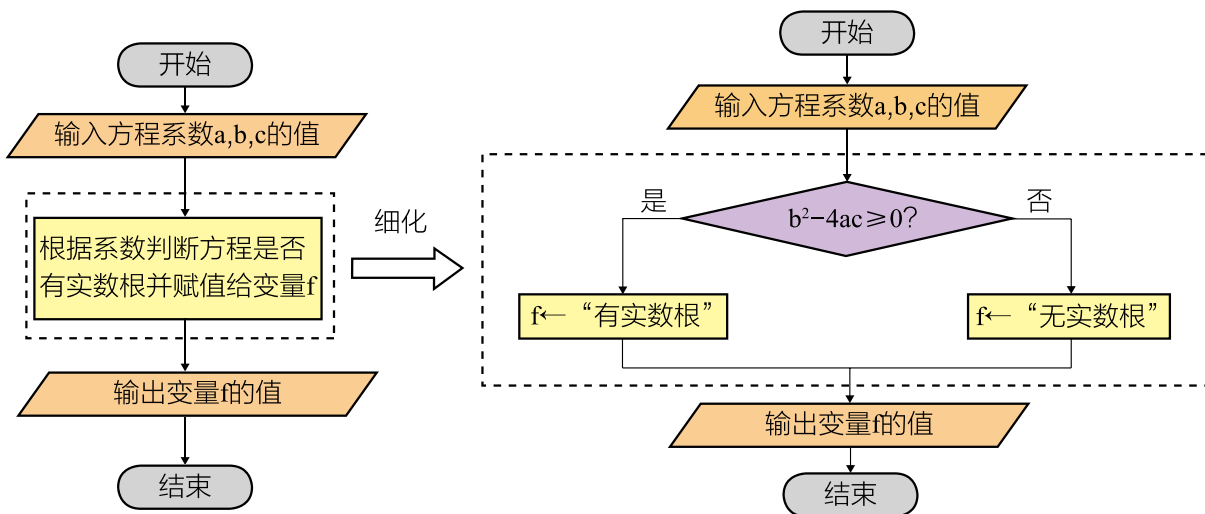 开始
输入方程系数a,b,c的值
根据系数判断方程是否
有实数根并赋值给变量f
输出变量f的值
结束
细化
开始
输入方程系数a,b,c的值
b²−4ac≥0?
是
否
f← “有实数根”
f← “无实数根”
输出变量f的值
结束